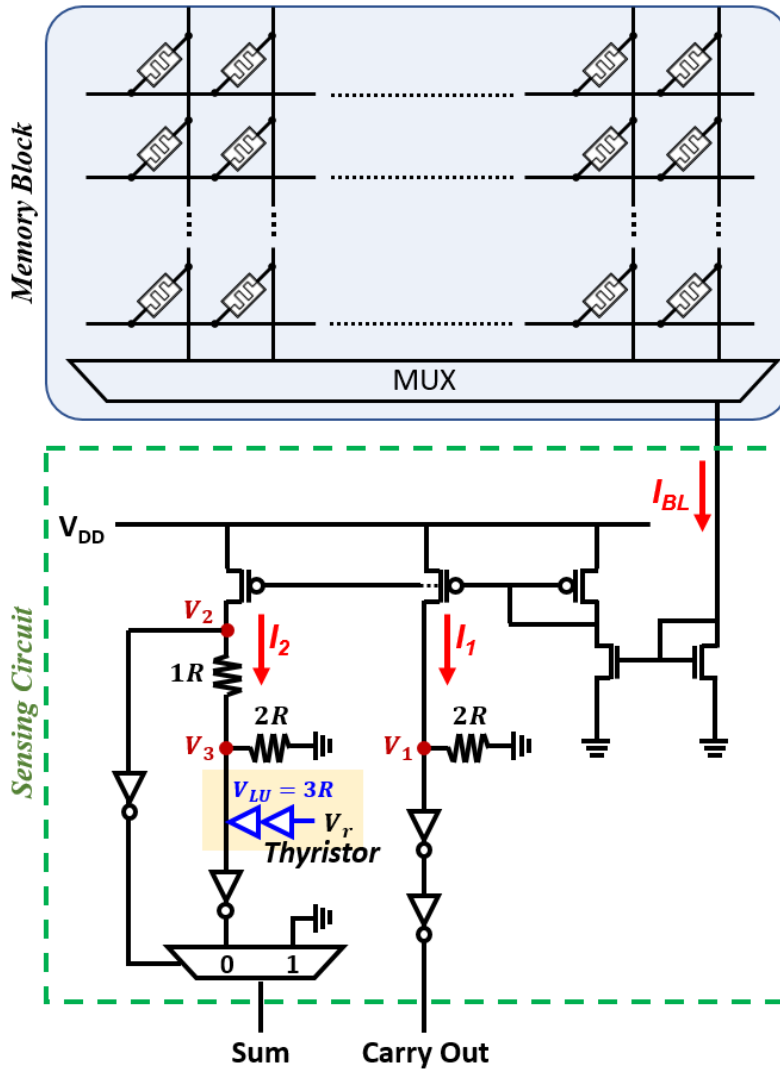 Memory Block
MUX
Sensing Circuit
I_BL
V_DD
V_2
I_2
I_1
1R
2R
2R
V_3
V_1
V_LU = 3R
V_r
Thyristor
0 1
Sum
Carry Out